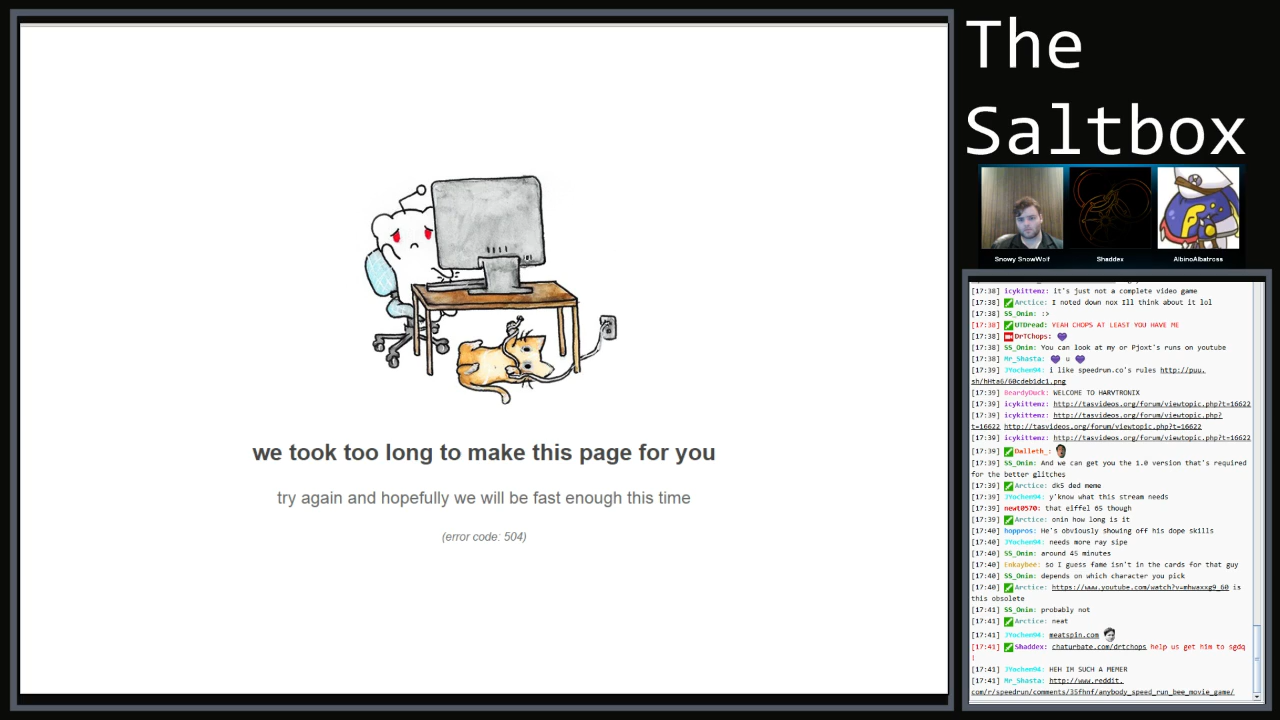 The
Saltbox
we took too long to make this page for you
try again and hopefully we will be fast enough this time
(error code: 504)
Snowy SnowWolf
Shaddex
AlbinoAlbatross
[17:38] icykittenz: it's just not a complete video game
[17:38] Arctice: I noted down nox Ill think about it lol
[17:38] SS_Onin: :>
[17:38] UTDread: YEAH CHOPS AT LEAST YOU HAVE ME
[17:38] DrTChops:
[17:38] SS_Onin: You can look at my or Pjoxt's runs on youtube
[17:38] Mr_Shasta: u
[17:39] JYochem94: i like speedrun.co's rules http://puu.
sh/hHta6/60cdeb1dc1.png
[17:39] BeardyDuck: WELCOME TO HARVTRONIX
[17:39] icykittenz: http://tasvideos.org/forum/viewtopic.php?t=16622
[17:39] icykittenz: http://tasvideos.org/forum/viewtopic.php?
t=16622 http://tasvideos.org/forum/viewtopic.php?t=16622
[17:39] icykittenz: http://tasvideos.org/forum/viewtopic.php?t=16622
[17:39] Dalleth_:
[17:39] SS_Onin: And we can get you the 1.0 version that's required
for the better glitches
[17:39] Arctice: dk5 ded meme
[17:39] JYochem94: y'know what this stream needs
[17:39] newt0570: that eiffel 65 though
[17:39] Arctice: onin how long is it
[17:40] hoppros: He's obviously showing off his dope skills
[17:40] JYochem94: needs more ray sipe
[17:40] SS_Onin: around 45 minutes
[17:40] Enkaybee: so I guess fame isn't in the cards for that guy
[17:40] SS_Onin: depends on which character you pick
[17:40] Arctice: https://www.youtube.com/watch?v=mhwaxxg9_60 is
this obsolete
[17:41] SS_Onin: probably not
[17:41] Arctice: neat
[17:41] JYochem94: meatspin.com
[17:41] Shaddex: chaturbate.com/drtchops help us get him to sgdq
!
[17:41] JYochem94: HEH IM SUCH A MEMER
[17:41] Mr_Shasta: http://www.reddit.
com/r/speedrun/comments/35fhnf/anybody_speed_run_bee_movie_game/